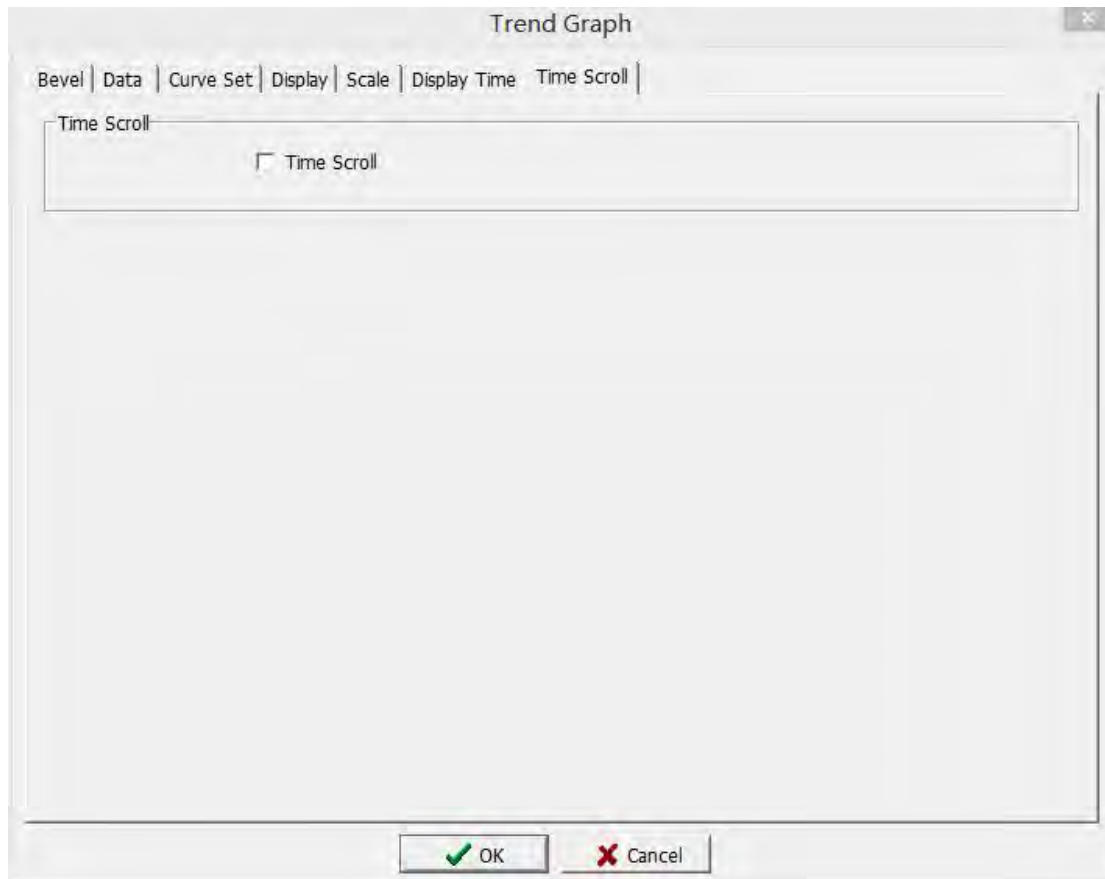 Trend Graph
Bevel Data Curve Set Display Scale Display Time Time Scroll
Time Scroll
Time Scroll
OK Cancel